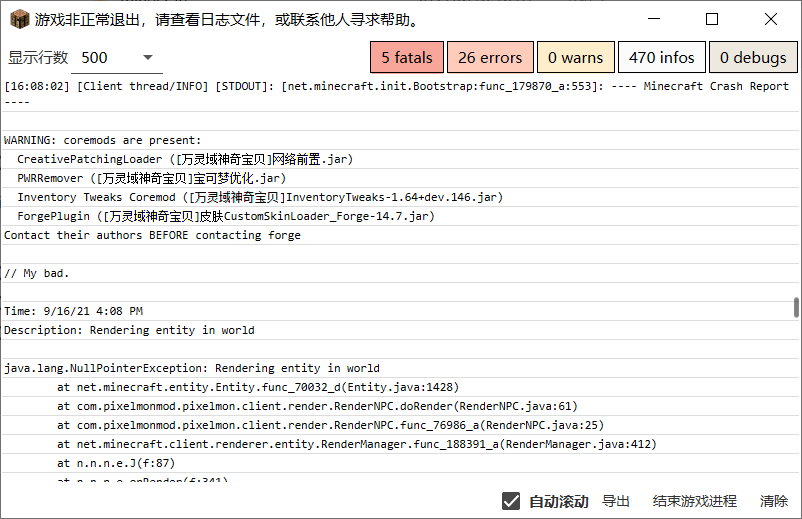 游戏非正常退出，请查看日志文件，或联系他人寻求帮助。
显示行数 500 5 fatals 26 errors 0 warns 470 infos 0 debugs
[16:08:02] [Client thread/INFO] [STDOUT]: [net.minecraft.init.Bootstrap:func_179870_a:553]: ---- Minecraft Crash Report
----
WARNING: coremods are present:
CreativePatchingLoader ([万灵域神奇宝贝]网络前置.jar)
PWRRemover ([万灵域神奇宝贝]宝可梦优化.jar)
Inventory Tweaks Coremod ([万灵域神奇宝贝]InventoryTweaks-1.64+dev.146.jar)
ForgePlugin ([万灵域神奇宝贝]皮肤CustomSkinLoader_Forge-14.7.jar)
Contact their authors BEFORE contacting forge
// My bad.
Time: 9/16/21 4:08 PM
Description: Rendering entity in world
java.lang.NullPointerException: Rendering entity in world
at net.minecraft.entity.Entity.func_70032_d(Entity.java:1428)
at com.pixelmonmod.pixelmon.client.render.RenderNPC.doRender(RenderNPC.java:61)
at com.pixelmonmod.pixelmon.client.render.RenderNPC.func_76986_a(RenderNPC.java:25)
at net.minecraft.client.renderer.entity.RenderManager.func_188391_a(RenderManager.java:412)
at n.n.n.e.J(f:87)
自动滚动 导出 结束游戏进程 清除